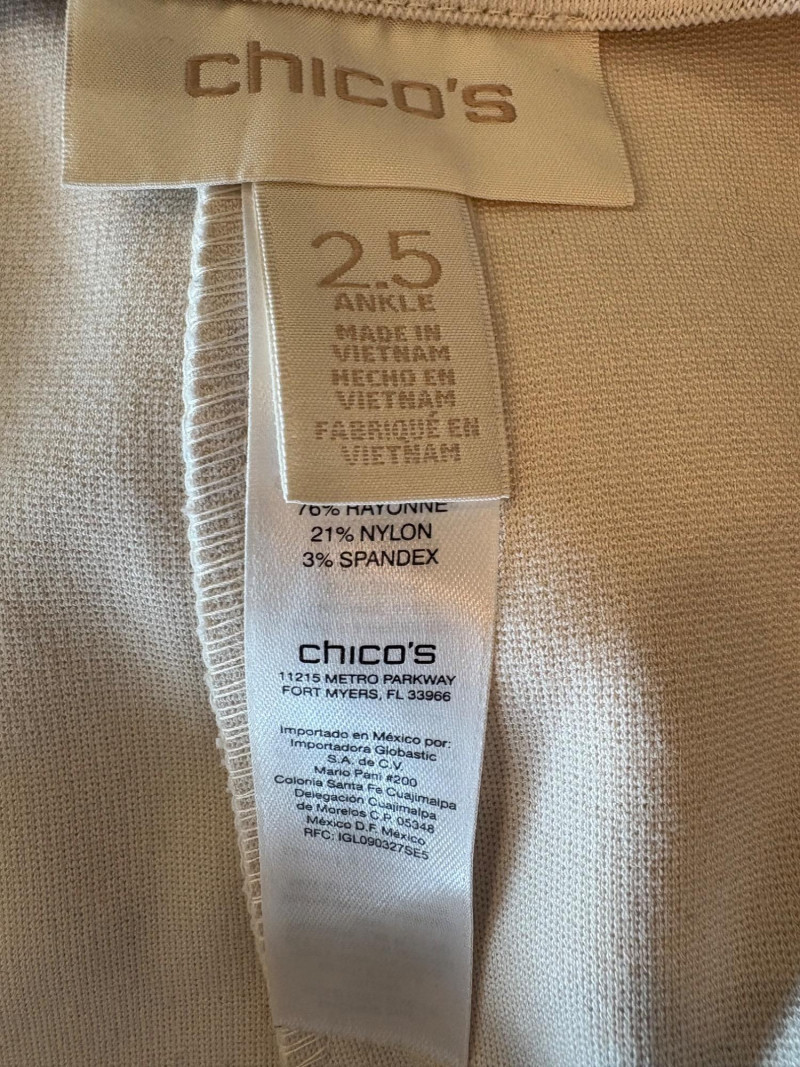 chico's
2.5
ANKLE
MADE IN
VIETNAM
HECHO EN
VIETNAM
FABRIQUÉ EN
VIETNAM
76% RAYONNE
21% NYLON
3% SPANDEX
chico's
11215 METRO PARKWAY
FORT MYERS, FL 33966
Importado en México por:
Importadora Globastic
S.A. de C.V.
Mario Pani #200
Colonia Santa Fe Cuajimalpa
Delegación Cuajimalpa
de Morelos C.P. 05348
México D.F. México
RFC: IGL090327SE5